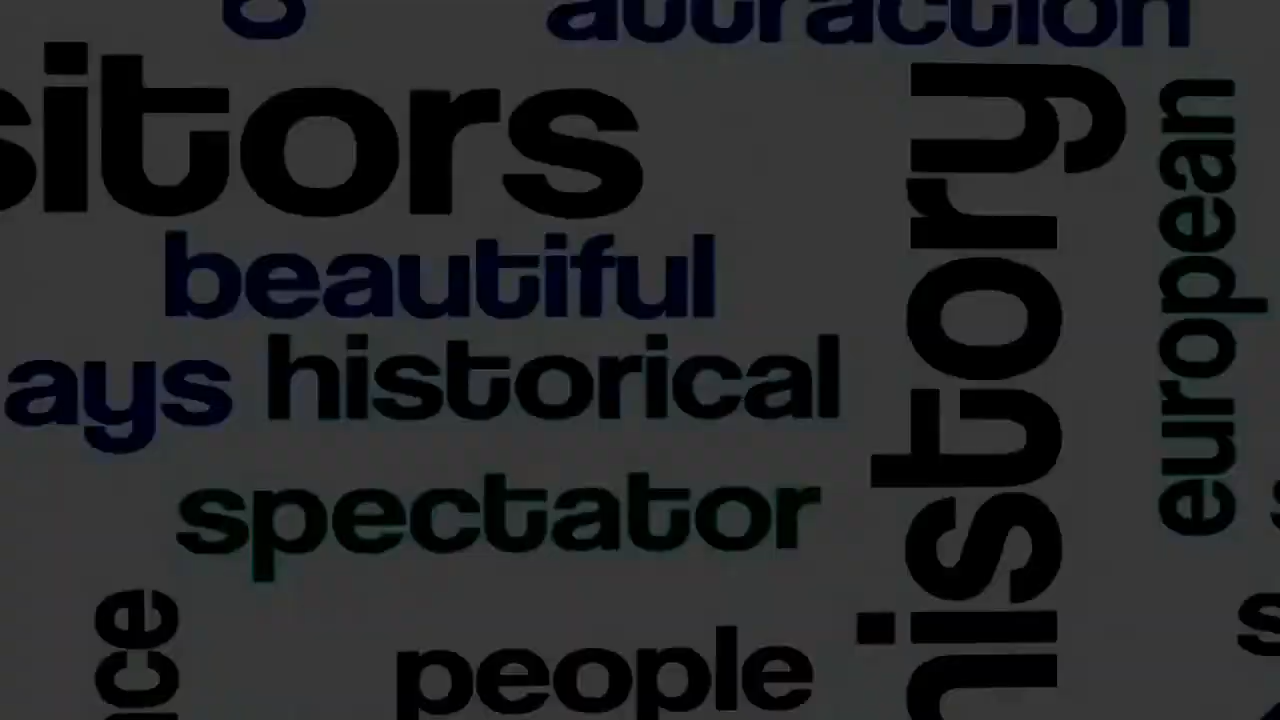 attraction
sitors
history
european
beautiful
ays
historical
spectator
people